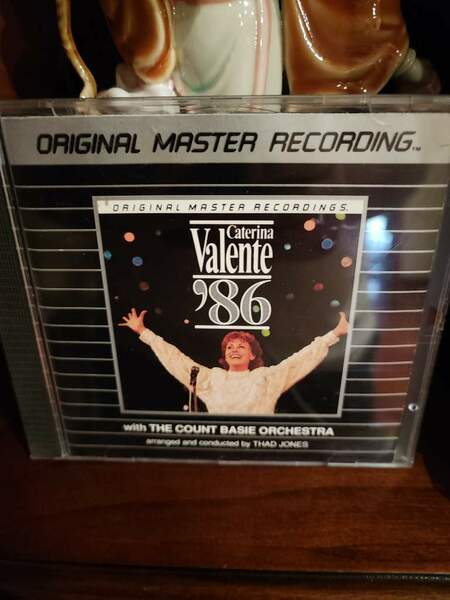 ORIGINAL MASTER RECORDING™
ORIGINAL MASTER RECORDINGS
Caterina
Valente
'86
with THE COUNT BASIE ORCHESTRA
arranged and conducted by THAD JONES